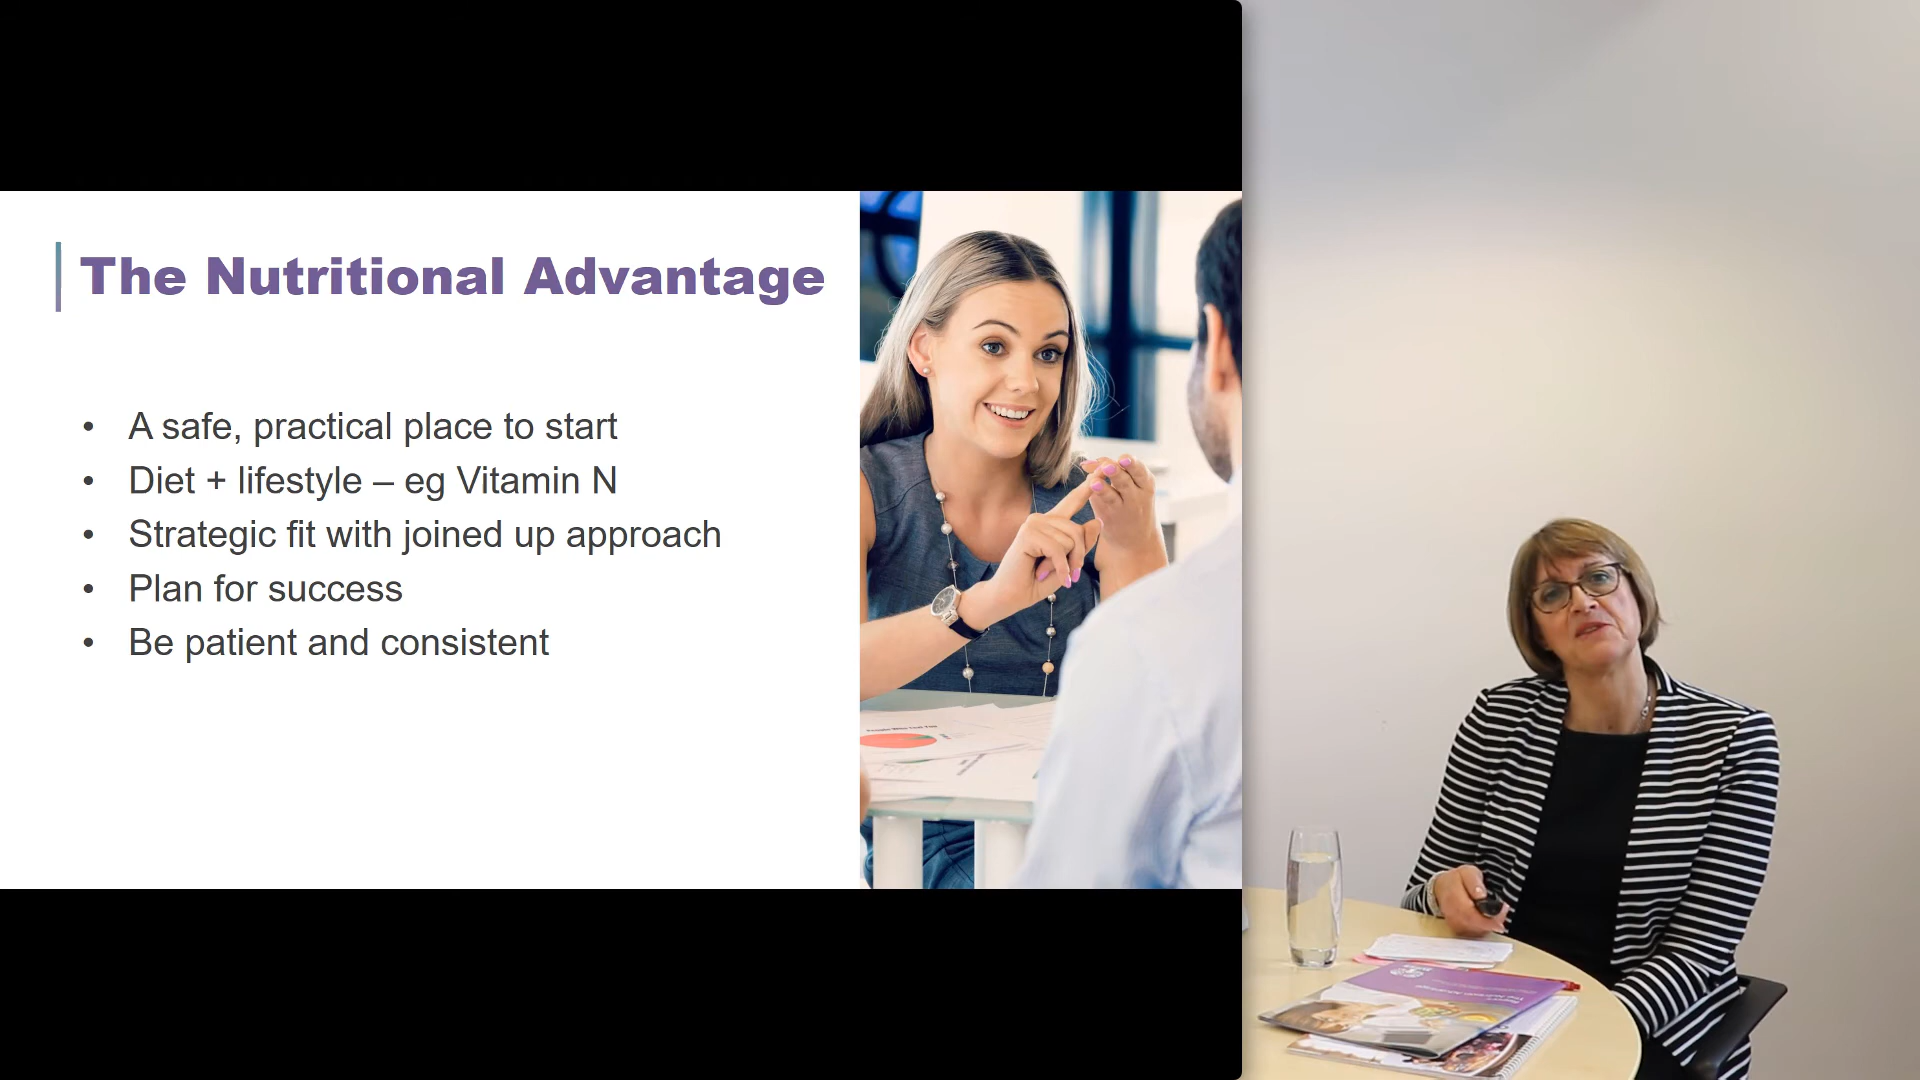 The Nutritional Advantage
• A safe, practical place to start
• Diet + lifestyle – eg Vitamin N
• Strategic fit with joined up approach
• Plan for success
• Be patient and consistent